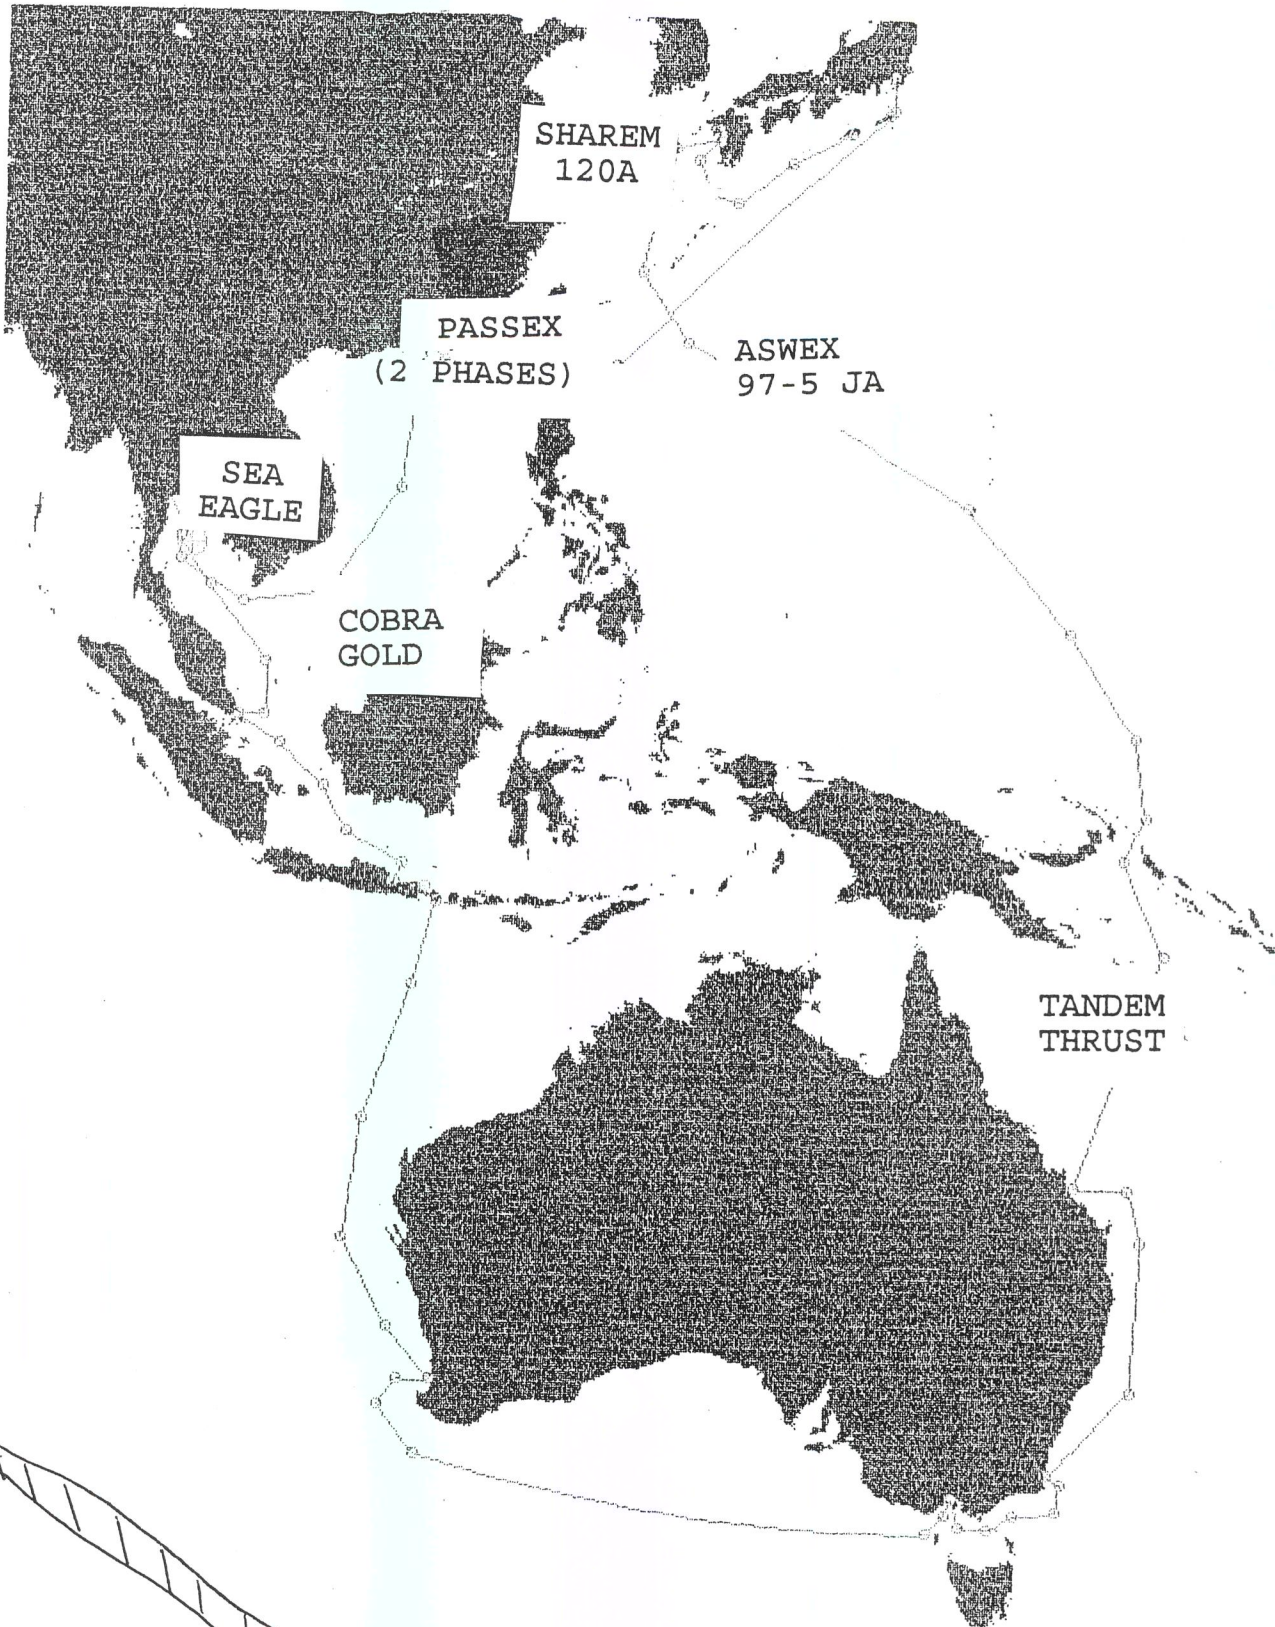 SHAREM
120A
PASSEX
(2 PHASES)
ASWEX
97-5 JA
SEA
EAGLE
COBRA
GOLD
TANDEM
THRUST